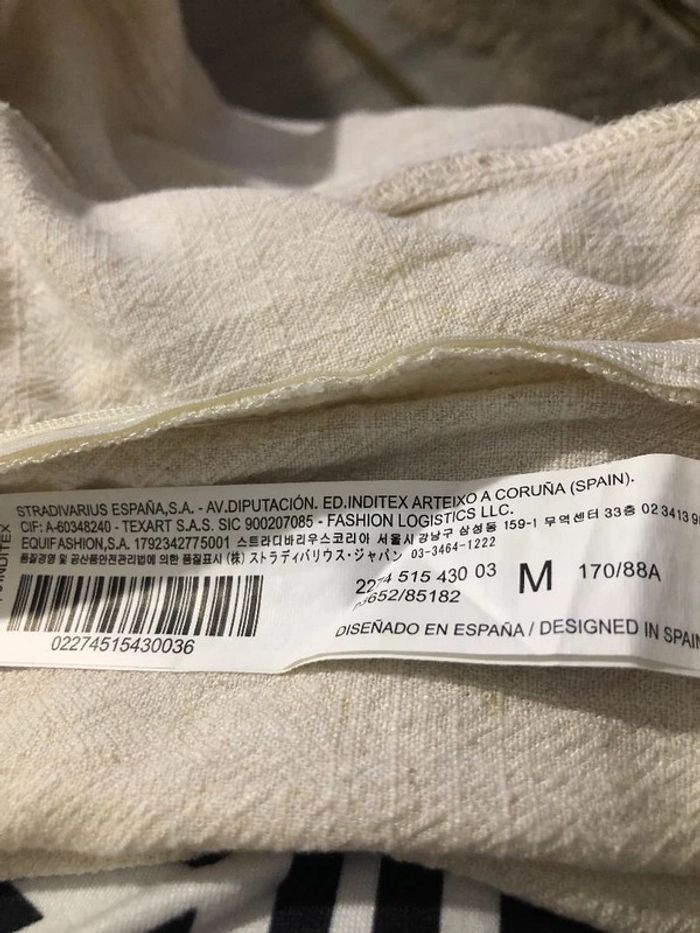 STRADIVARIUS ESPAÑA,S.A. - AV.DIPUTACIÓN. ED.INDITEX ARTEIXO A CORUÑA (SPAIN).
CIF: A-60348240 - TEXART S.A.S. SIC 900207085 - FASHION LOGISTICS LLC.
EQUIFASHION,S.A. 1792342775001 스트라디바리우스코리아 서울시 강남구 삼성동 159-1 무역센터 33층 02 3413 98
품질경영 및 공산품안전관리법에 의한 품질표시 (株) ストラディバリウス・ジャパン 03-3464-1222
INDITEX
2274 515 430 03 M 170/88A
3652/85182
02274515430036
DISEÑADO EN ESPAÑA / DESIGNED IN SPAIN